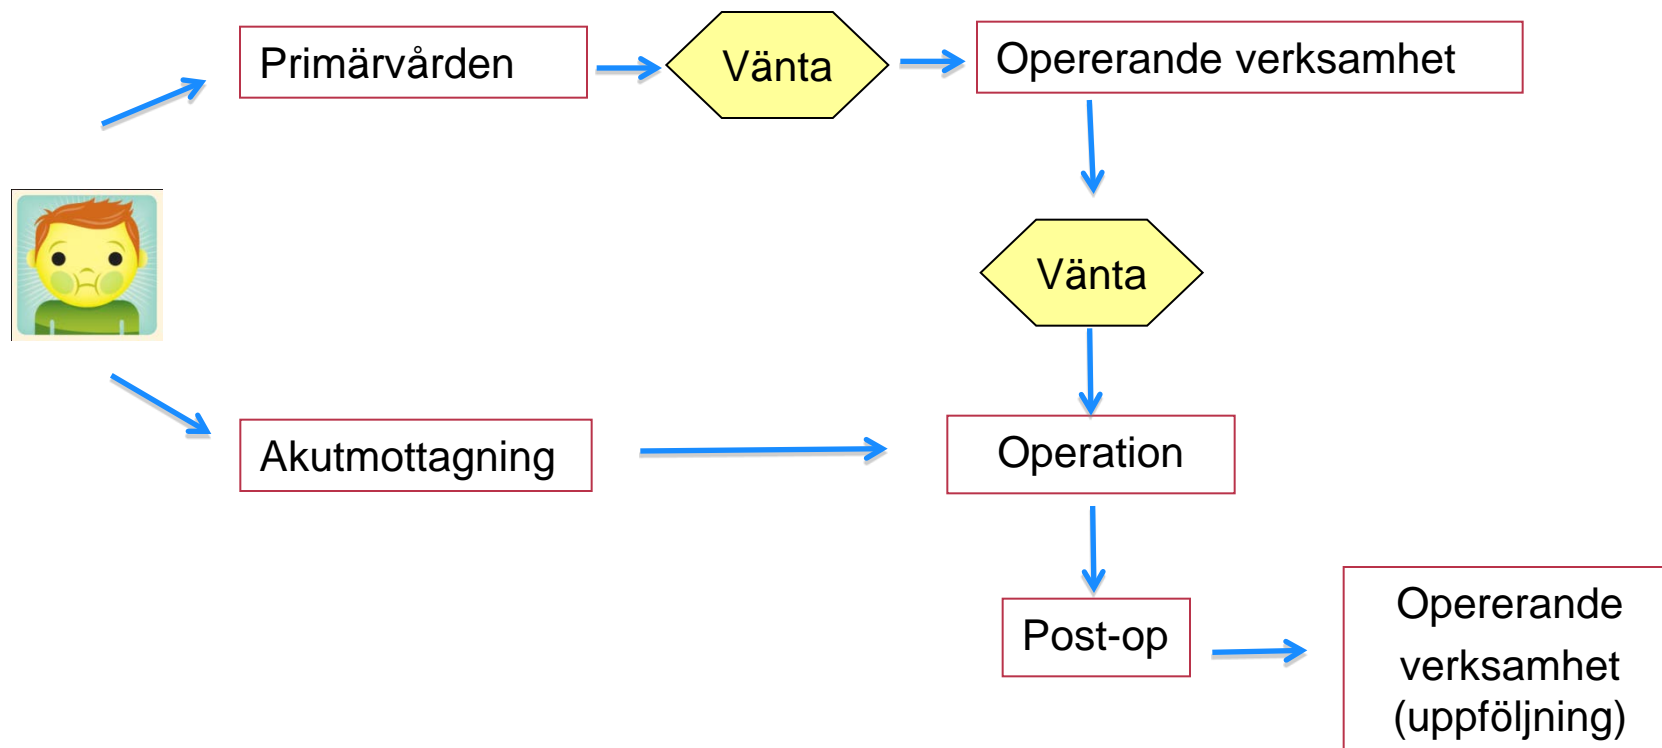 Primärvården
Vänta
Opererande verksamhet
Vänta
Akutmottagning
Operation
Post-op
Opererande
verksamhet
(uppföljning)